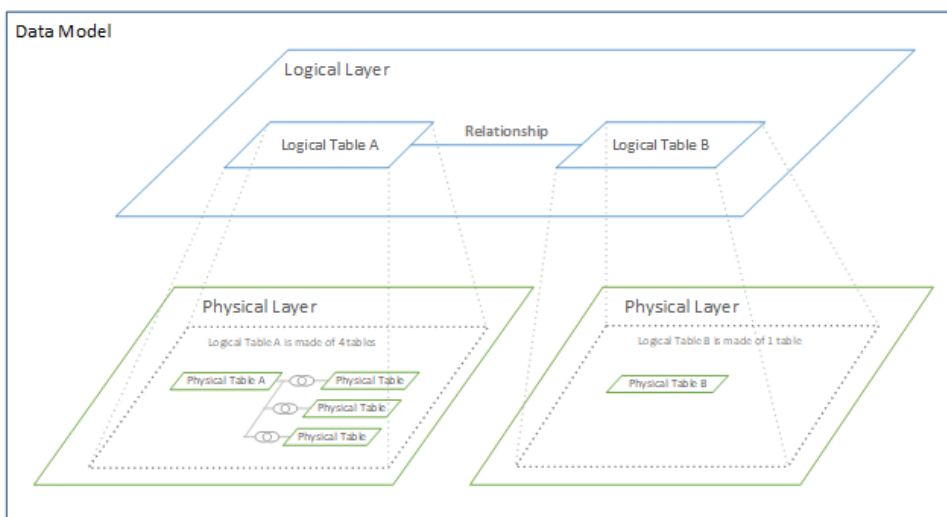 Data Model
Logical Layer
Logical Table A
Relationship
Logical Table B
Physical Layer
Logical Table A is made of 4 tables
Physical Table A
Physical Table
Physical Table
Physical Table
Physical Layer
Logical Table B is made of 1 table
Physical Table B